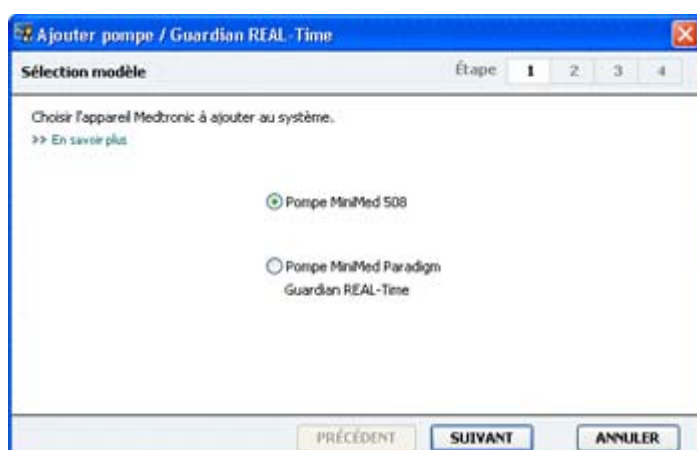 Ajouter pompe / Guardian REAL-Time
Sélection modèle Étape 1 2 3 4
Choisir l'appareil Medtronic à ajouter au système.
>> En savoir plus
Pompe MiniMed 508
Pompe MiniMed Paradigm
Guardian REAL-Time
PRÉCÉDENT SUIVANT ANNULER